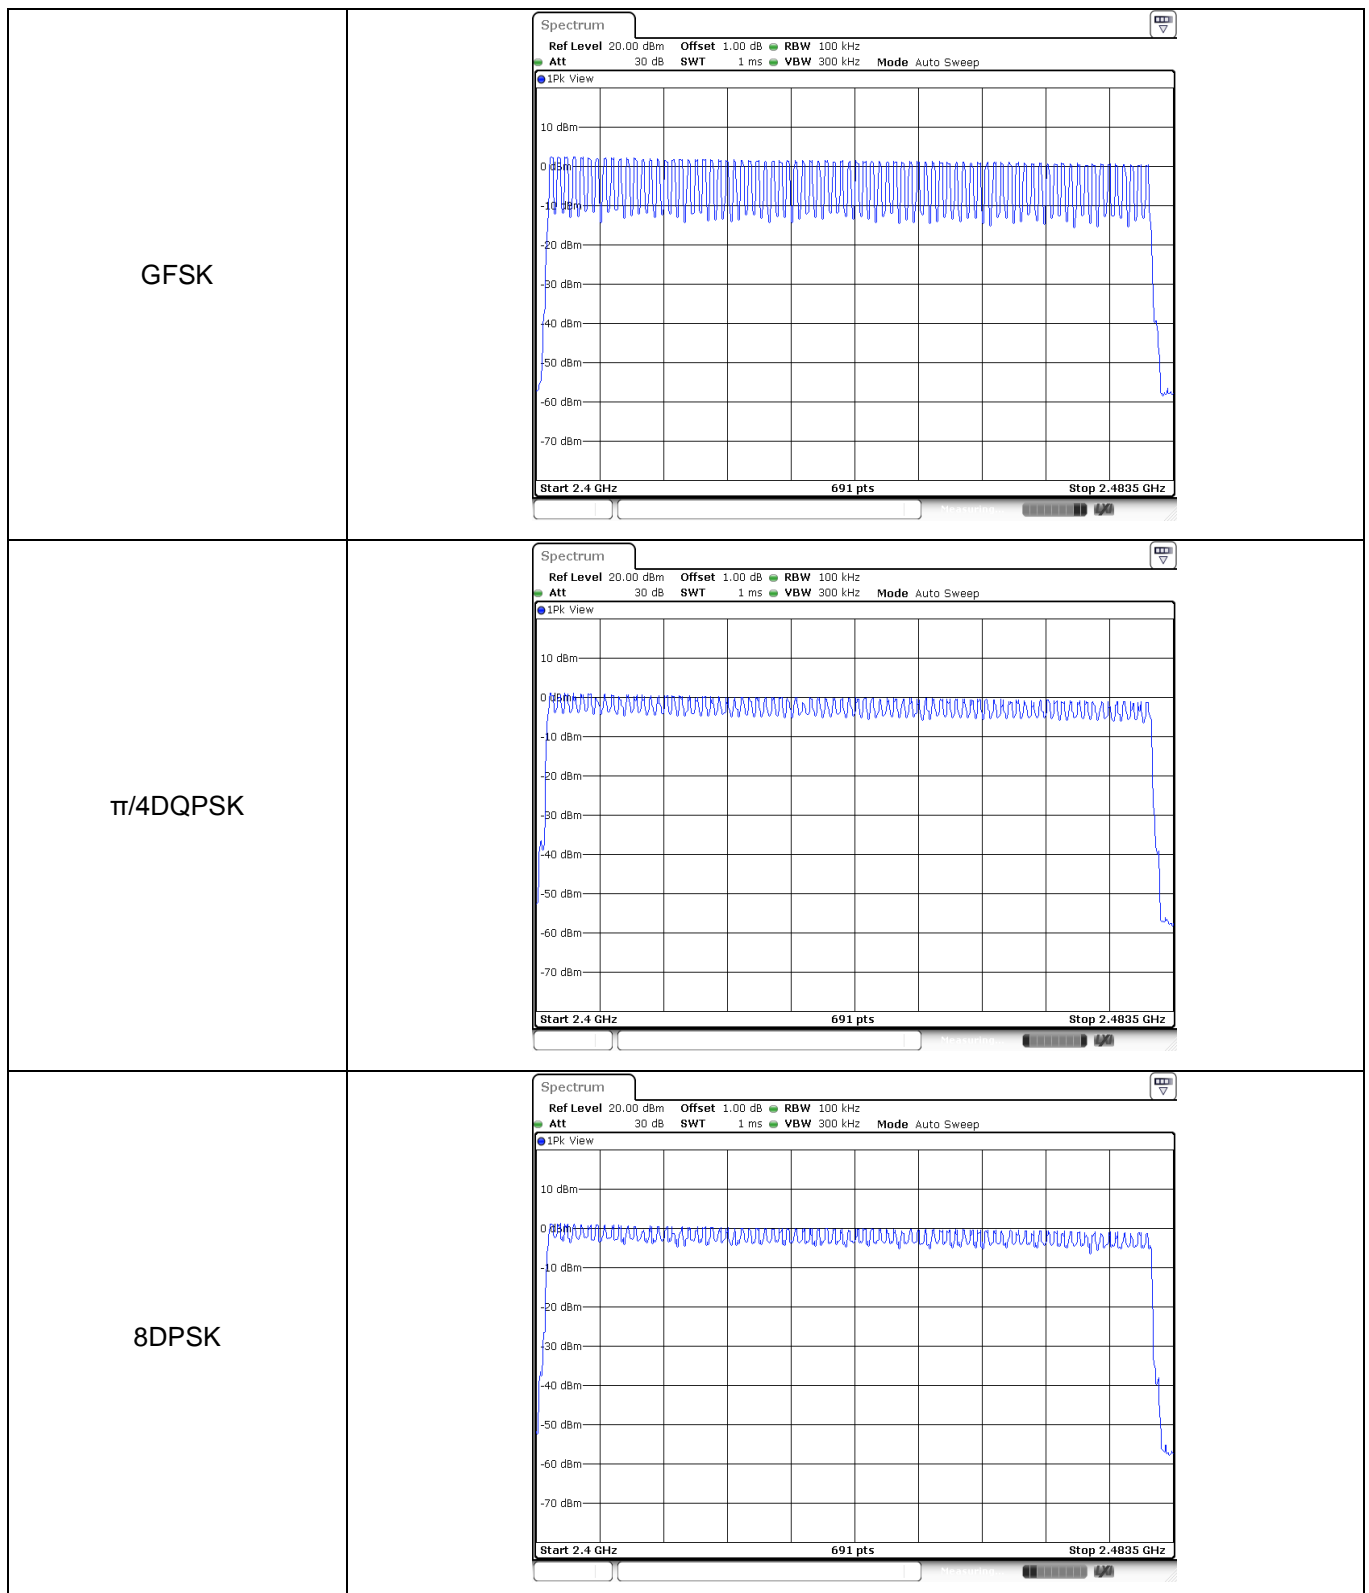 GFSK
Spectrum
Ref Level 20.00 dBm Offset 1.00 dB RBW 100 kHz
Att 30 dB SWT 1 ms VBW 300 kHz Mode Auto Sweep
1Pk View
10 dBm
0 dBm
-10 dBm
-20 dBm
-30 dBm
-40 dBm
-50 dBm
-60 dBm
-70 dBm
Start 2.4 GHz 691 pts Stop 2.4835 GHz
Measuring...
π/4DQPSK
Spectrum
Ref Level 20.00 dBm Offset 1.00 dB RBW 100 kHz
Att 30 dB SWT 1 ms VBW 300 kHz Mode Auto Sweep
1Pk View
10 dBm
0 dBm
-10 dBm
-20 dBm
-30 dBm
-40 dBm
-50 dBm
-60 dBm
-70 dBm
Start 2.4 GHz 691 pts Stop 2.4835 GHz
Measuring...
8DPSK
Spectrum
Ref Level 20.00 dBm Offset 1.00 dB RBW 100 kHz
Att 30 dB SWT 1 ms VBW 300 kHz Mode Auto Sweep
1Pk View
10 dBm
0 dBm
-10 dBm
-20 dBm
-30 dBm
-40 dBm
-50 dBm
-60 dBm
-70 dBm
Start 2.4 GHz 691 pts Stop 2.4835 GHz
Measuring...